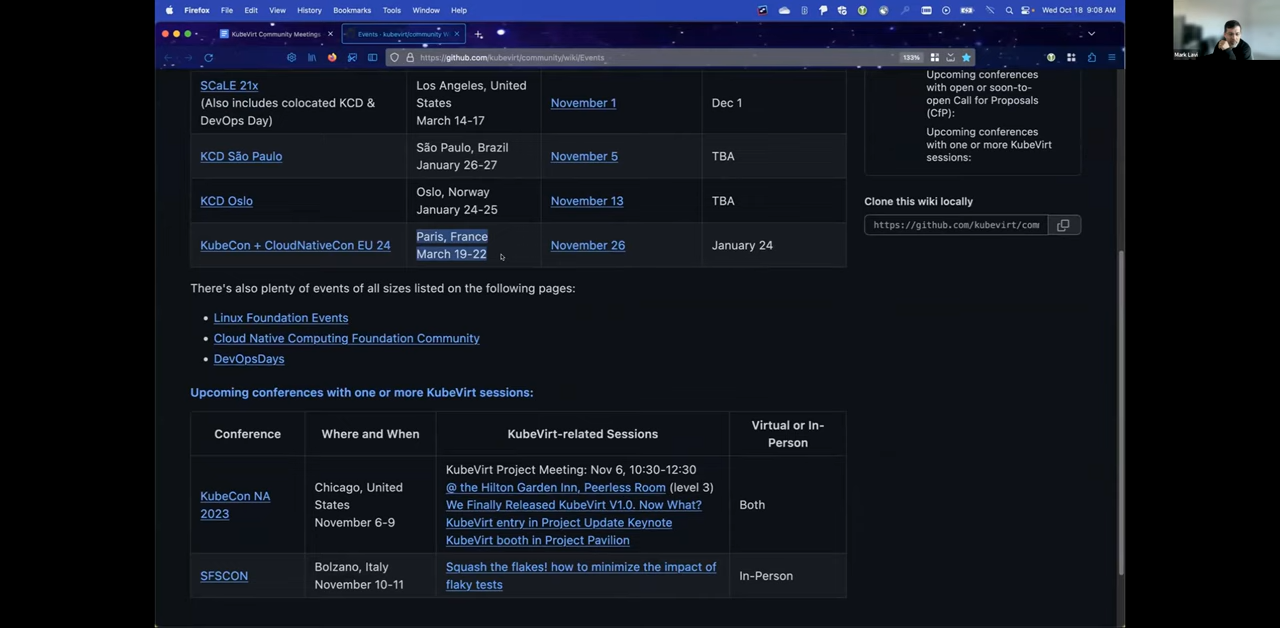 Firefox File Edit View History Bookmarks Tools Window Help
Wed Oct 18 9:08 AM
KubeVirt Community Meetings
Events · kubevirt/community W
https://github.com/kubevirt/community/wiki/Events
133%
Mark Lavi
SCaLE 21x
(Also includes colocated KCD &
DevOps Day)
Los Angeles, United
States
March 14-17
November 1
Dec 1
KCD São Paulo
São Paulo, Brazil
January 26-27
November 5
TBA
KCD Oslo
Oslo, Norway
January 24-25
November 13
TBA
KubeCon + CloudNativeCon EU 24
Paris, France
March 19-22
November 26
January 24
There's also plenty of events of all sizes listed on the following pages:
• Linux Foundation Events
• Cloud Native Computing Foundation Community
• DevOpsDays
Upcoming conferences with one or more KubeVirt sessions:
Conference
Where and When
KubeVirt-related Sessions
Virtual or In-
Person
KubeCon NA
2023
Chicago, United
States
November 6-9
KubeVirt Project Meeting: Nov 6, 10:30-12:30
@ the Hilton Garden Inn, Peerless Room (level 3)
We Finally Released KubeVirt V1.0. Now What?
KubeVirt entry in Project Update Keynote
KubeVirt booth in Project Pavilion
Both
SFSCON
Bolzano, Italy
November 10-11
Squash the flakes! how to minimize the impact of
flaky tests
In-Person
Upcoming conferences
with open or soon-to-
open Call for Proposals
(CfP):
Upcoming conferences
with one or more KubeVirt
sessions:
Clone this wiki locally
https://github.com/kubevirt/com